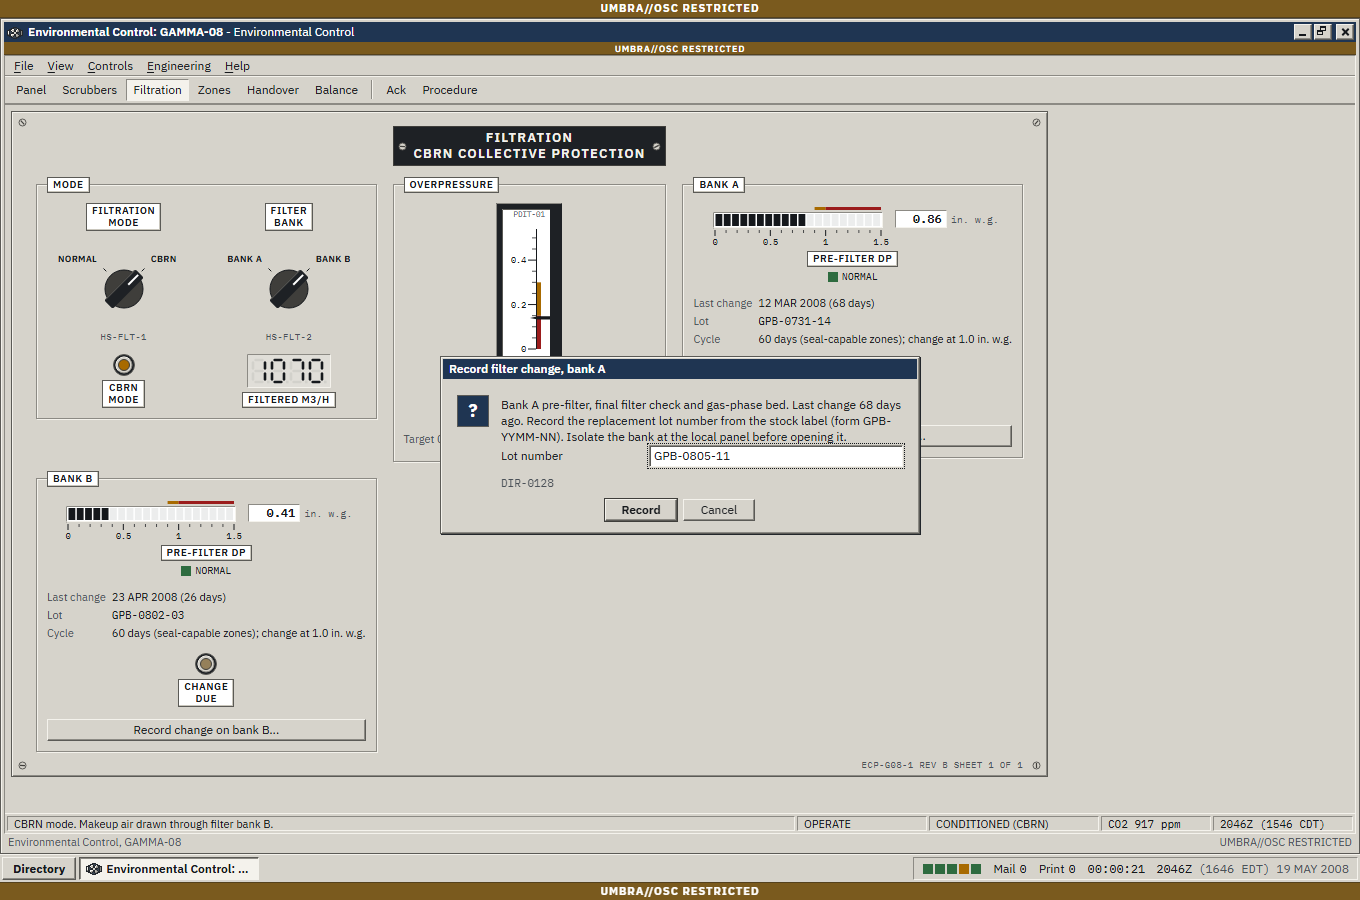 UMBRA//OSC RESTRICTED
Environmental Control: GAMMA-08 - Environmental Control
UMBRA//OSC RESTRICTED
File View Controls Engineering Help
Panel Scrubbers Filtration Zones Handover Balance Ack Procedure
FILTRATION
CBRN COLLECTIVE PROTECTION
MODE
FILTRATION
MODE
FILTER
BANK
NORMAL CBRN
BANK A BANK B
HS-FLT-1
HS-FLT-2
CBRN
MODE
1070
FILTERED M3/H
OVERPRESSURE
PDIT-01
0.4
0.2
0
Target 0
BANK A
0.86 in. w.g.
0 0.5 1 1.5
PRE-FILTER DP
NORMAL
Last change 12 MAR 2008 (68 days)
Lot GPB-0731-14
Cycle 60 days (seal-capable zones); change at 1.0 in. w.g.
Record filter change, bank A
?
Bank A pre-filter, final filter check and gas-phase bed. Last change 68 days
ago. Record the replacement lot number from the stock label (form GPB-
YYMM-NN). Isolate the bank at the local panel before opening it.
Lot number GPB-0805-11
DIR-0128
Record Cancel
BANK B
0.41 in. w.g.
0 0.5 1 1.5
PRE-FILTER DP
NORMAL
Last change 23 APR 2008 (26 days)
Lot GPB-0802-03
Cycle 60 days (seal-capable zones); change at 1.0 in. w.g.
CHANGE
DUE
Record change on bank B...
ECP-G08-1 REV B SHEET 1 OF 1
CBRN mode. Makeup air drawn through filter bank B. OPERATE CONDITIONED (CBRN) CO2 917 ppm 2046Z (1546 CDT)
Environmental Control, GAMMA-08 UMBRA//OSC RESTRICTED
Directory Environmental Control: ... Mail 0 Print 0 00:00:21 2046Z (1646 EDT) 19 MAY 2008
UMBRA//OSC RESTRICTED